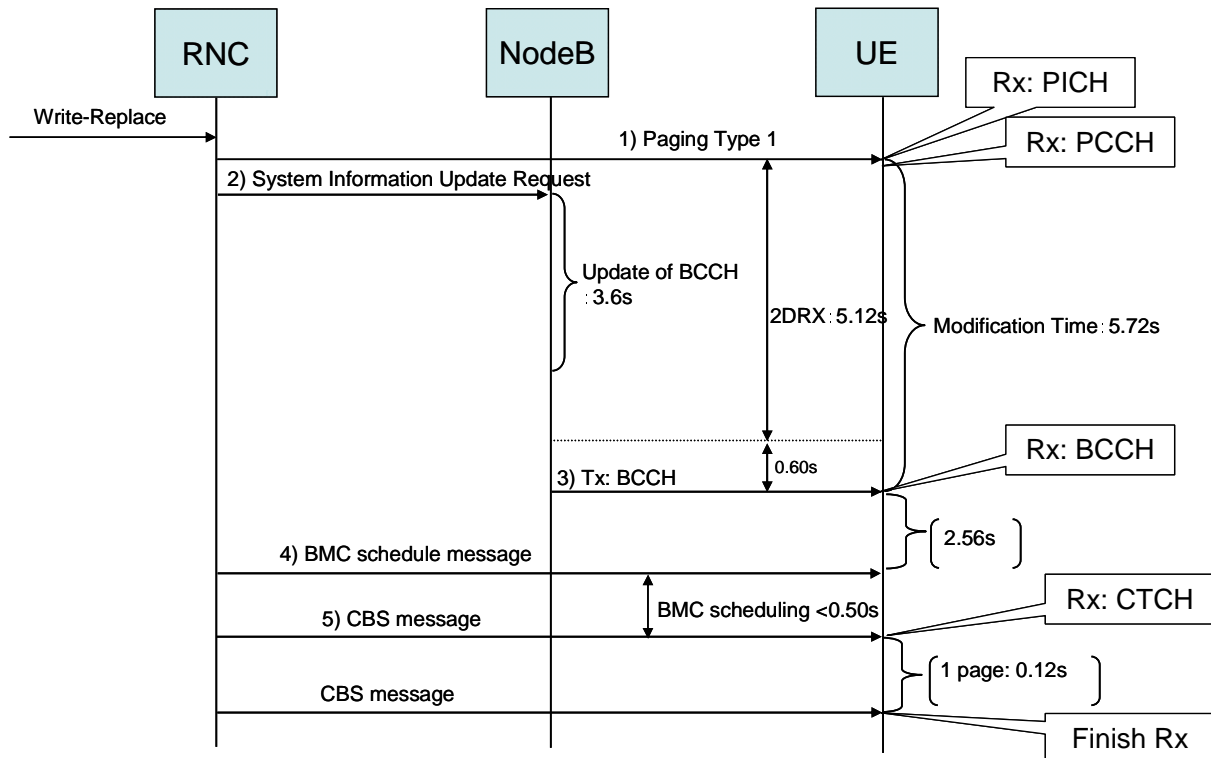 RNC
NodeB
UE
Rx: PICH
Write-Replace
1) Paging Type 1
Rx: PCCH
2) System Information Update Request
Update of BCCH
: 3.6s
2DRX : 5.12s
Modification Time : 5.72s
Rx: BCCH
0.60s
3) Tx: BCCH
2.56s
4) BMC schedule message
Rx: CTCH
BMC scheduling <0.50s
5) CBS message
1 page: 0.12s
CBS message
Finish Rx